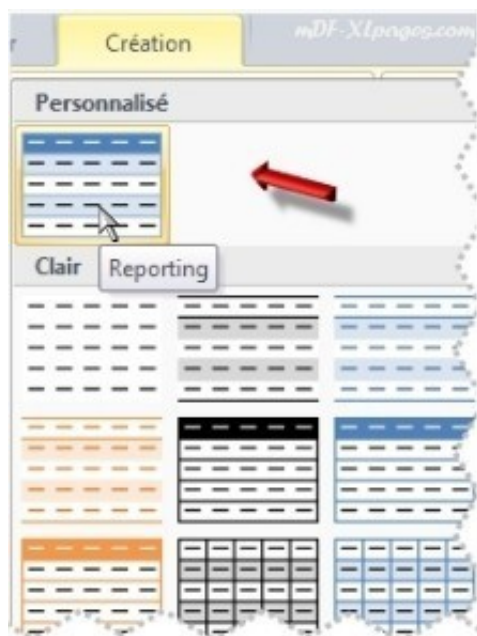 Création
mDF-XLpages.com
Personnalisé
Clair
Reporting